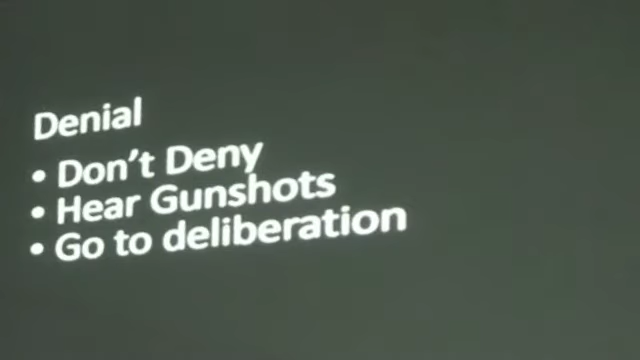 Denial
• Don't Deny
• Hear Gunshots
• Go to deliberation